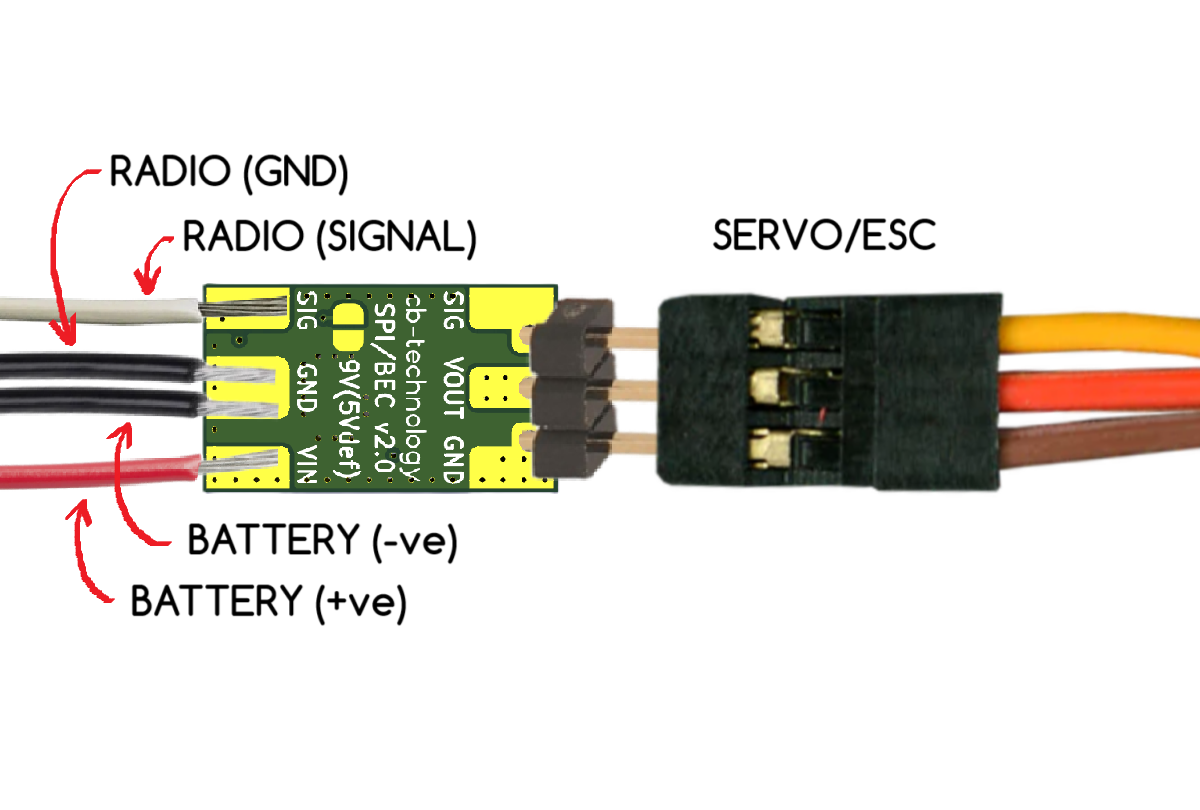 RADIO (GND)
RADIO (SIGNAL)
SERVO/ESC
SIG
GND
VIN
9V(5Vdef)
SPI/BEC v2.0
cb-technology
SIG
VOUT
GND
BATTERY (-ve)
BATTERY (+ve)